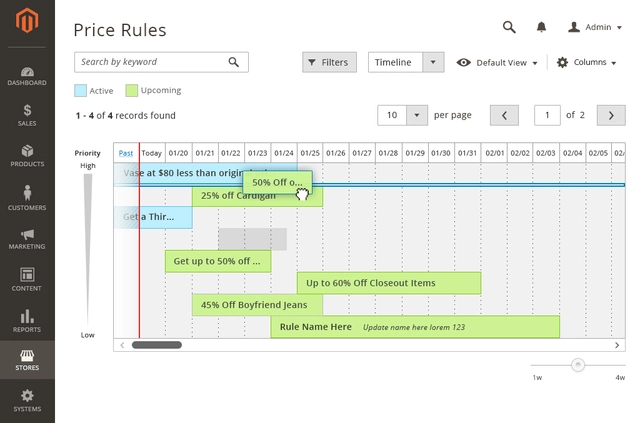 Price Rules
Admin
Search by keyword
Filters
Timeline
Default View
Columns
Active
Upcoming
1 - 4 of 4 records found
10
per page
1
of 2
DASHBOARD
SALES
PRODUCTS
CUSTOMERS
MARKETING
CONTENT
REPORTS
STORES
SYSTEMS
Priority
High
Low
Past Today 01/20 01/21 01/22 01/23 01/24 01/25 01/26 01/27 01/28 01/29 01/30 01/31 02/01 02/02 02/03 02/04 02/05 02/
Vase at $80 less than
50% Off o...
25% off Cardigan
Get a Thir...
Get up to 50% off ...
Up to 60% Off Closeout Items
45% Off Boyfriend Jeans
Rule Name Here Update name here lorem 123
1w
4w